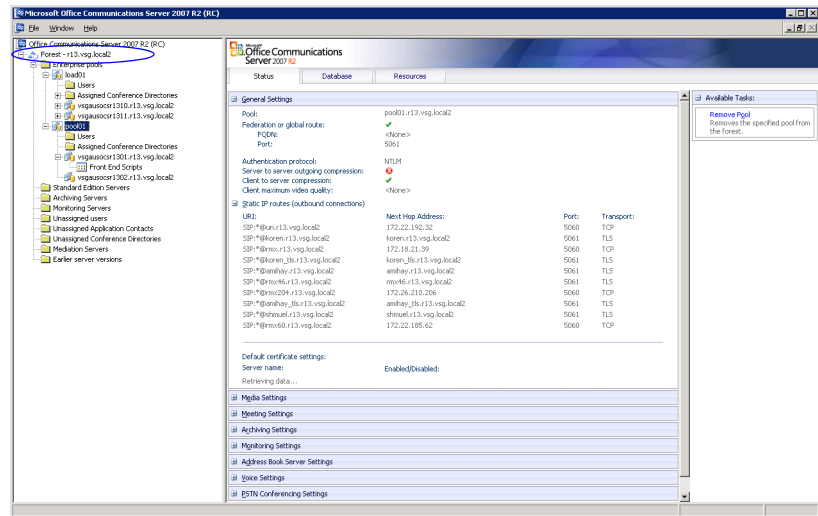 Microsoft Office Communications Server 2007 R2 (RC)
File Window Help
Office Communications Server 2007 R2 (RC)
Forest - r13.vsg.local2
Enterprise pools
load01
Users
Assigned Conference Directories
vsgausocsr1310.r13.vsg.local2
vsgausocsr1311.r13.vsg.local2
pool01
Users
Assigned Conference Directories
vsgausocsr1301.r13.vsg.local2
Front End Scripts
vsgausocsr1302.r13.vsg.local2
Standard Edition Servers
Archiving Servers
Monitoring Servers
Unassigned users
Unassigned Application Contacts
Unassigned Conference Directories
Mediation Servers
Earlier server versions
Microsoft
Office Communications
Server 2007 R2
Status Database Resources
General Settings
Pool: pool01.r13.vsg.local2
Federation or global route:
FQDN: <None>
Port: 5061
Authentication protocol: NTLM
Server to server outgoing compression:
Client to server compression:
Client maximum video quality: <None>
Static IP routes (outbound connections)
URI: Next Hop Address: Port: Transport:
SIP:*@uri.r13.vsg.local2 172.22.192.32 5060 TCP
SIP:*@koren.r13.vsg.local2 koren.r13.vsg.local2 5061 TLS
SIP:*@rmx.r13.vsg.local2 172.18.21.39 5060 TCP
SIP:*@koren_tls.r13.vsg.local2 koren_tls.r13.vsg.local2 5061 TLS
SIP:*@amihay.r13.vsg.local2 amihay.r13.vsg.local2 5061 TLS
SIP:*@rmx46.r13.vsg.local2 rmx46.r13.vsg.local2 5061 TLS
SIP:*@rmx204.r13.vsg.local2 172.26.210.206 5060 TCP
SIP:*@amihay_tls.r13.vsg.local2 amihay_tls.r13.vsg.local2 5061 TLS
SIP:*@shmuel.r13.vsg.local2 shmuel.r13.vsg.local2 5061 TLS
SIP:*@rmx60.r13.vsg.local2 172.22.185.62 5060 TCP
Default certificate settings:
Server name: Enabled/Disabled:
Retrieving data...
Media Settings
Meeting Settings
Archiving Settings
Monitoring Settings
Address Book Server Settings
Voice Settings
PSTN Conferencing Settings
Available Tasks:
Remove Pool
Removes the specified pool from
the forest.